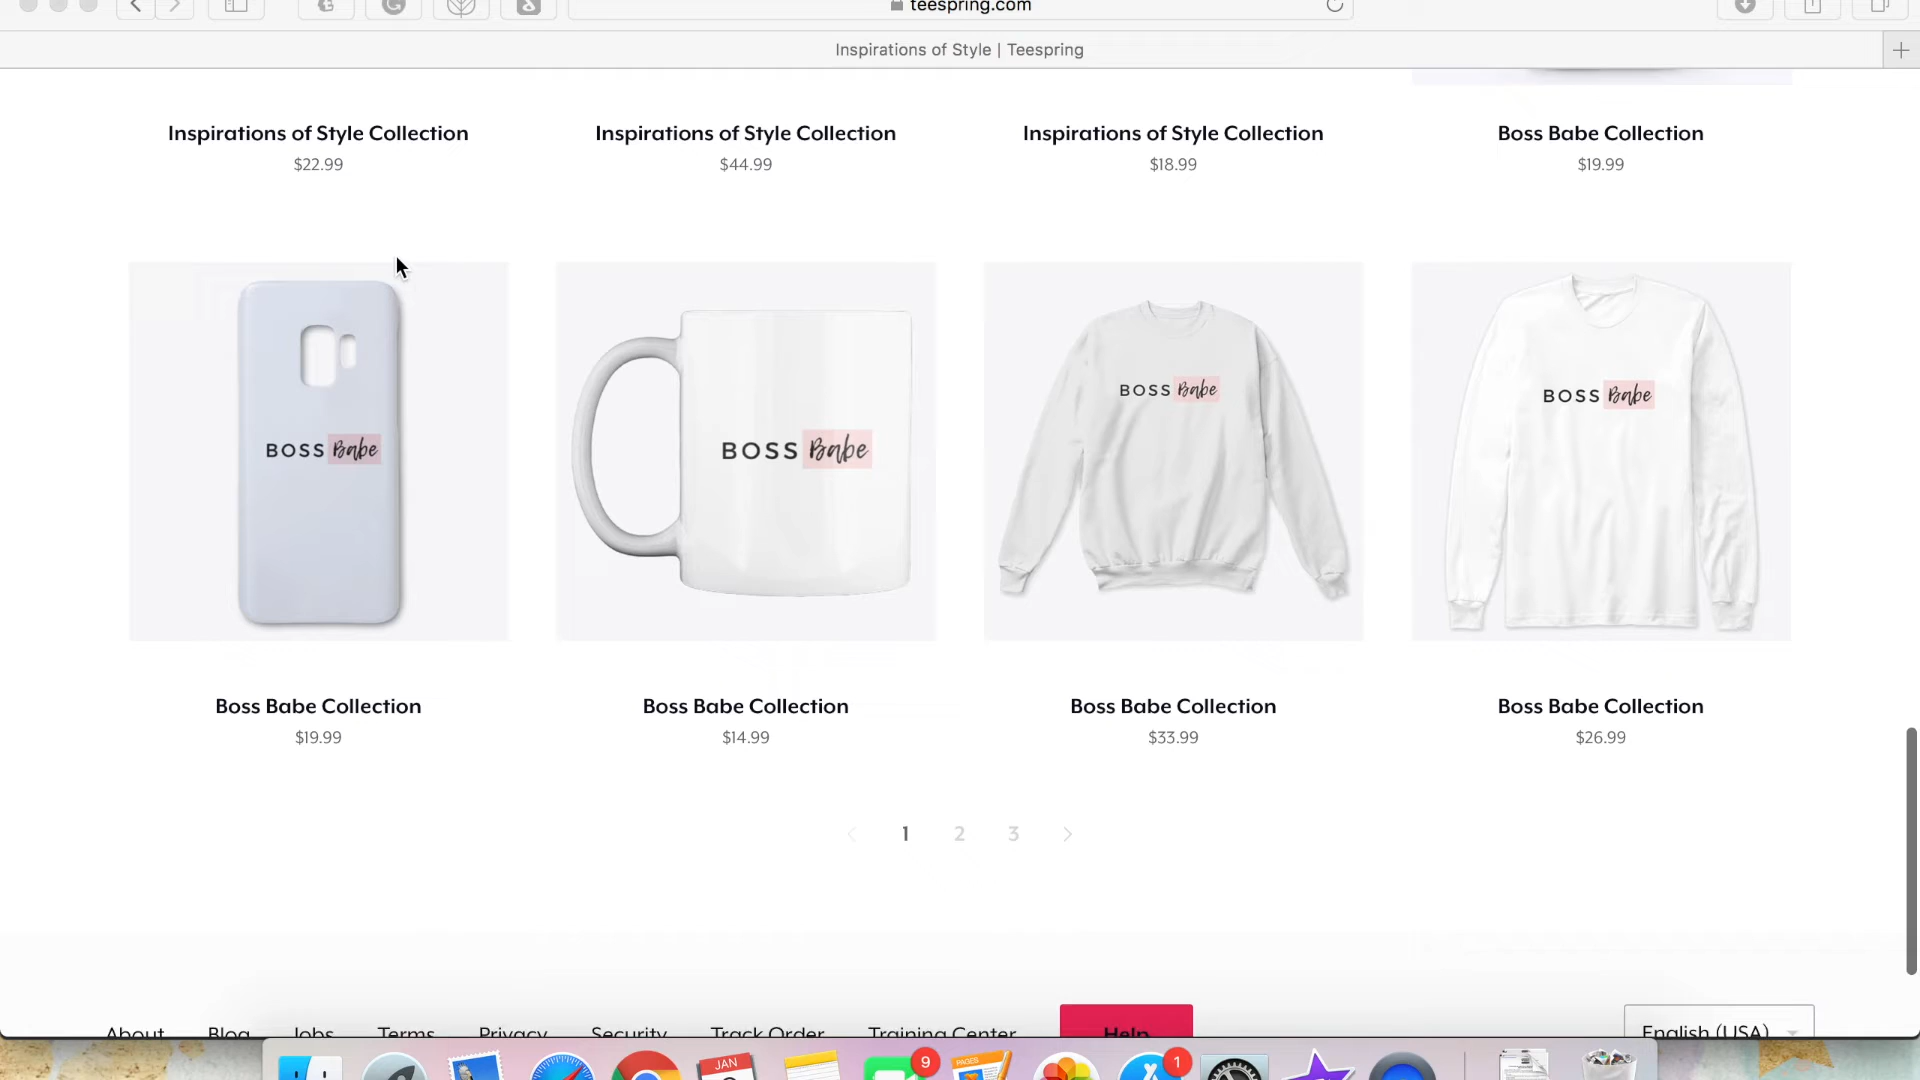 teespring.com
Inspirations of Style | Teespring
Inspirations of Style Collection
$22.99
Inspirations of Style Collection
$44.99
Inspirations of Style Collection
$18.99
Boss Babe Collection
$19.99
BOSS Babe
BOSS Babe
BOSS Babe
BOSS Babe
Boss Babe Collection
$19.99
Boss Babe Collection
$14.99
Boss Babe Collection
$33.99
Boss Babe Collection
$26.99
1 2 3
About Blog Jobs Terms Privacy Security Track Order Training Center Help English (USA)
9
1
JAN
PAGES